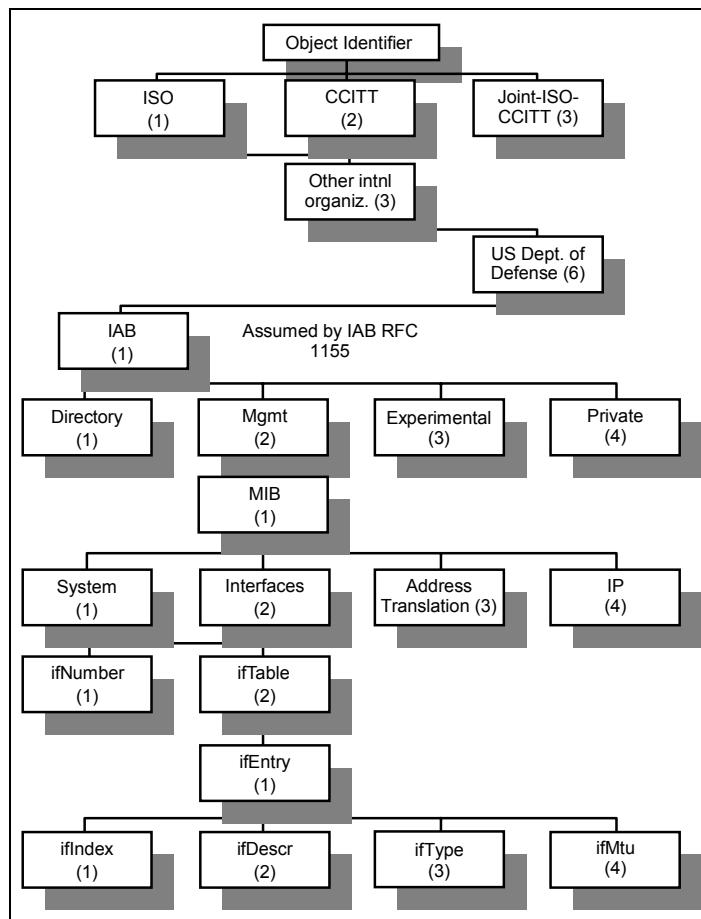 Object Identifier
ISO
(1)
CCITT
(2)
Joint-ISO-
CCITT (3)
Other intnl
organiz. (3)
US Dept. of
Defense (6)
IAB
(1)
Assumed by IAB RFC
1155
Directory
(1)
Mgmt
(2)
Experimental
(3)
Private
(4)
MIB
(1)
System
(1)
Interfaces
(2)
Address
Translation (3)
IP
(4)
ifNumber
(1)
ifTable
(2)
ifEntry
(1)
ifIndex
(1)
ifDescr
(2)
ifType
(3)
ifMtu
(4)